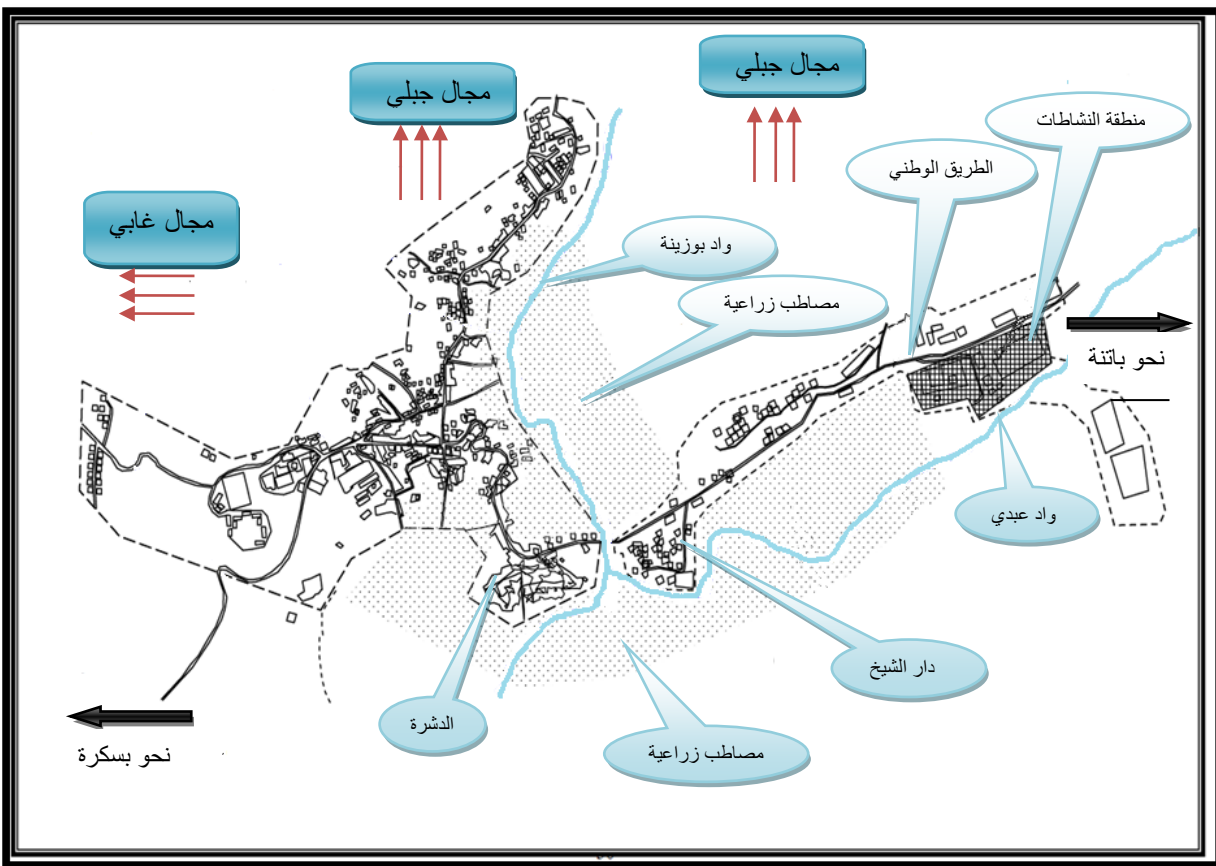 مجال جبلي
مجال جبلي
منطقة النشاطات
الطريق الوطني
مجال غابي
واد بوزينة
مصاطب زراعية
نحو باتنة
واد عبدي
دار الشيخ
الدشرة
مصاطب زراعية
نحو بسكرة